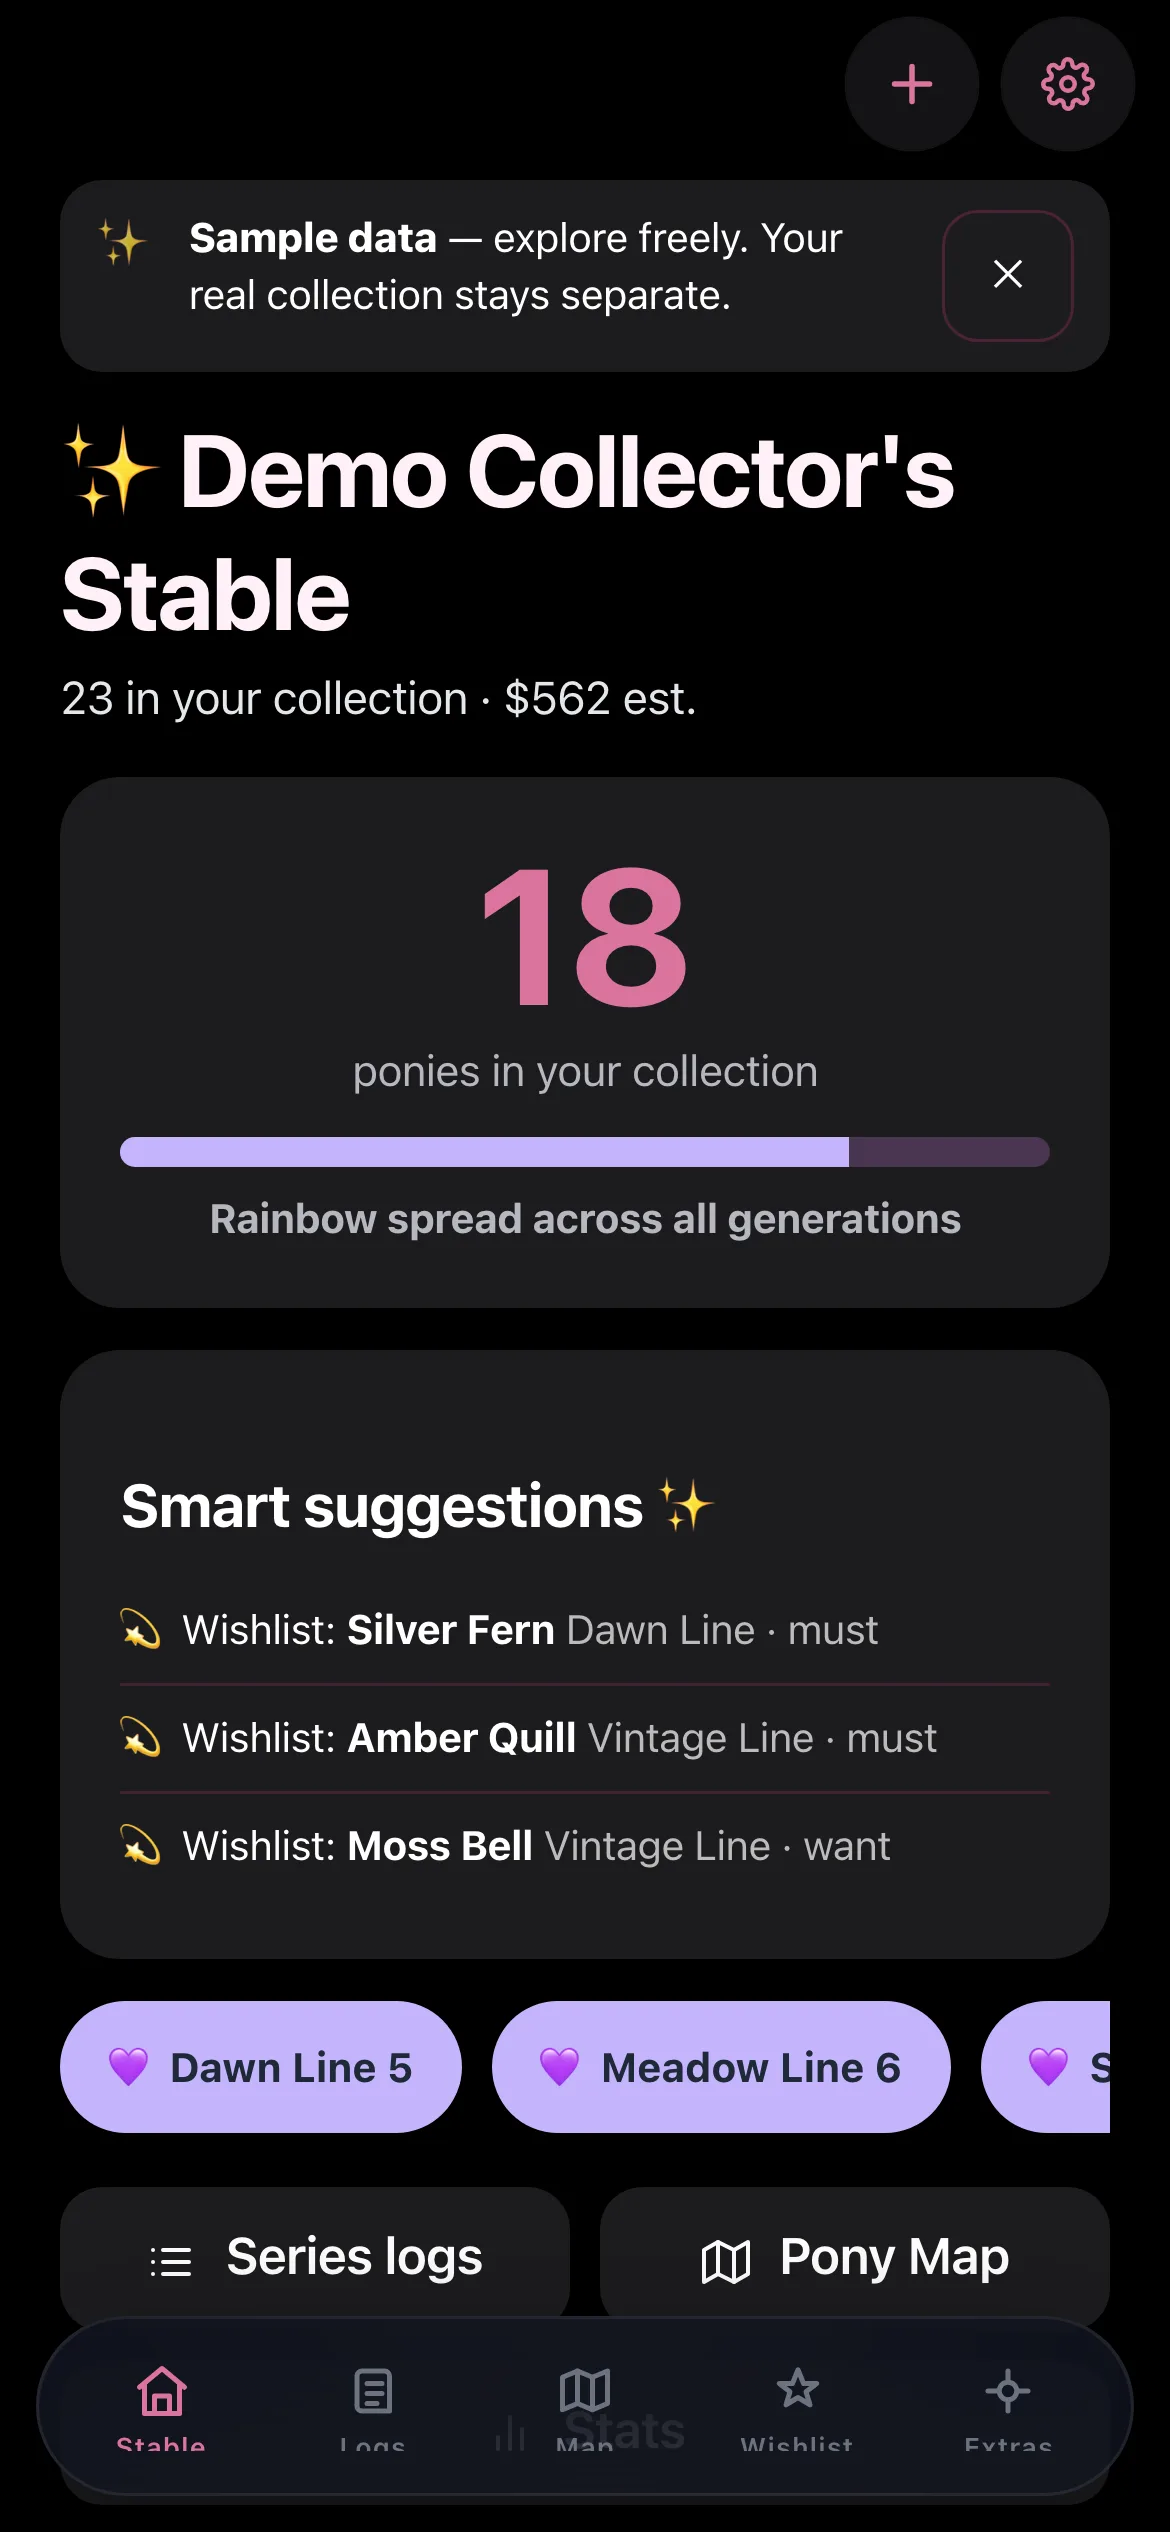 Sample data — explore freely. Your
real collection stays separate.
✨ Demo Collector's
Stable
23 in your collection · $562 est.
18
ponies in your collection
Rainbow spread across all generations
Smart suggestions ✨
💫 Wishlist: Silver Fern Dawn Line · must
💫 Wishlist: Amber Quill Vintage Line · must
💫 Wishlist: Moss Bell Vintage Line · want
💜 Dawn Line 5
💜 Meadow Line 6
💜 S
Series logs
Pony Map
Stats
Stable
Logs
Map
Wishlist
Extras